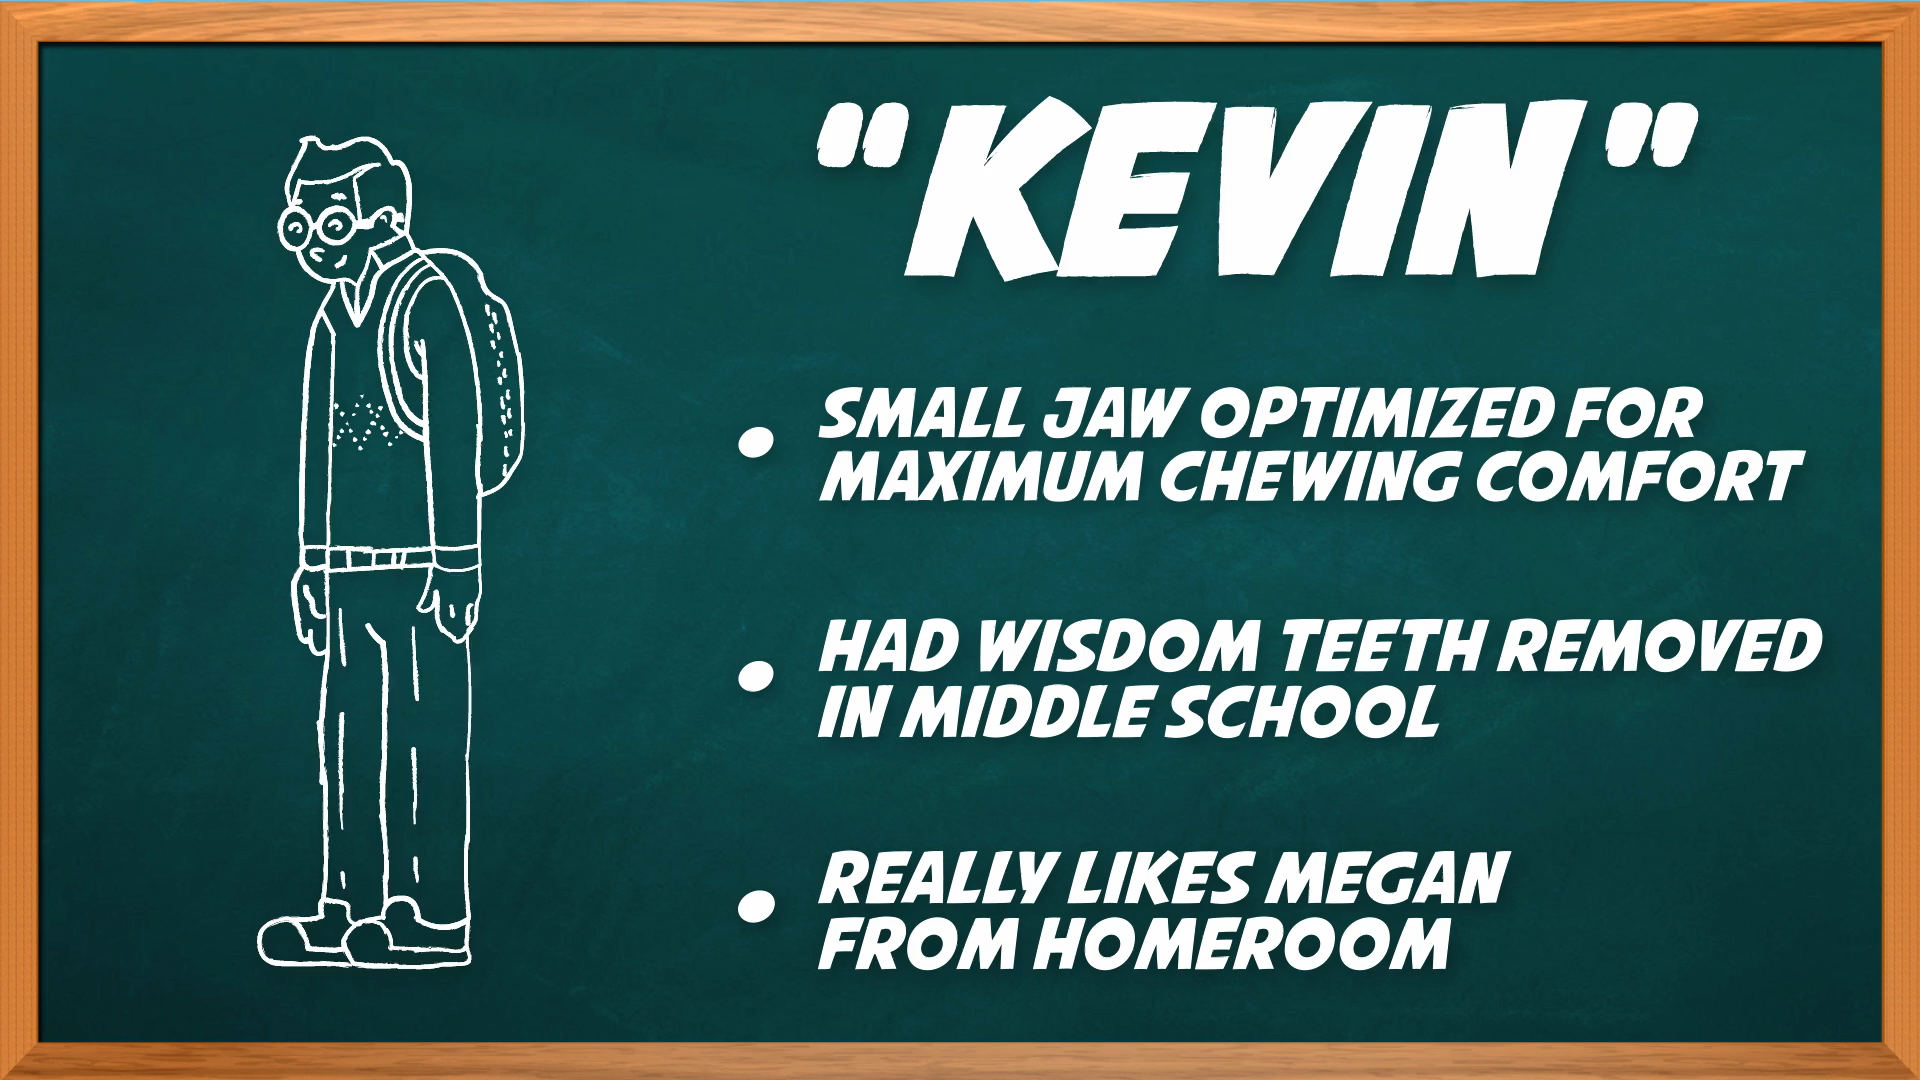 "KEVIN"
• SMALL JAW OPTIMIZED FOR
MAXIMUM CHEWING COMFORT
• HAD WISDOM TEETH REMOVED
IN MIDDLE SCHOOL
• REALLY LIKES MEGAN
FROM HOMEROOM